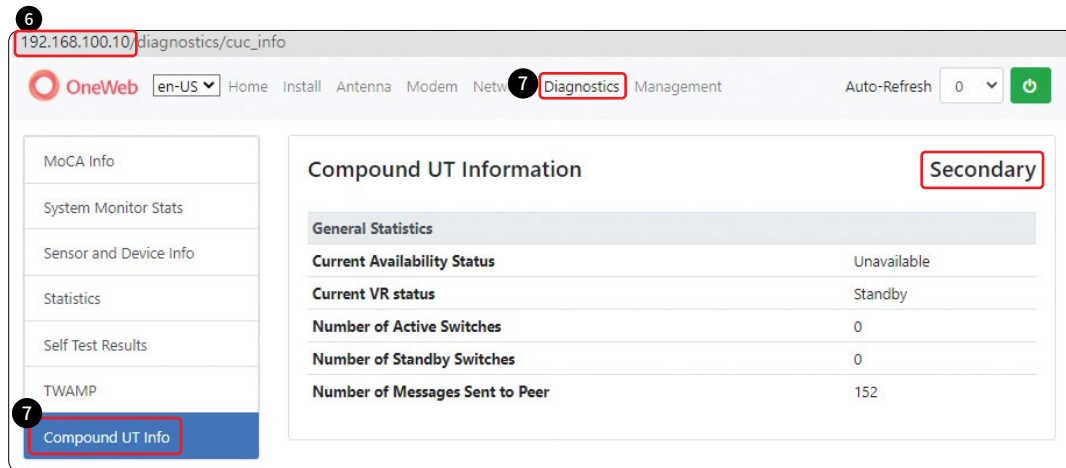 6
192.168.100.10/diagnostics/cuc_info
OneWeb en-US Home Install Antenna Modem Netw 7 Diagnostics Management Auto-Refresh 0
MoCA Info
System Monitor Stats
Sensor and Device Info
Statistics
Self Test Results
TWAMP
7
Compound UT Info
Compound UT Information Secondary
General Statistics
Current Availability Status Unavailable
Current VR status Standby
Number of Active Switches 0
Number of Standby Switches 0
Number of Messages Sent to Peer 152